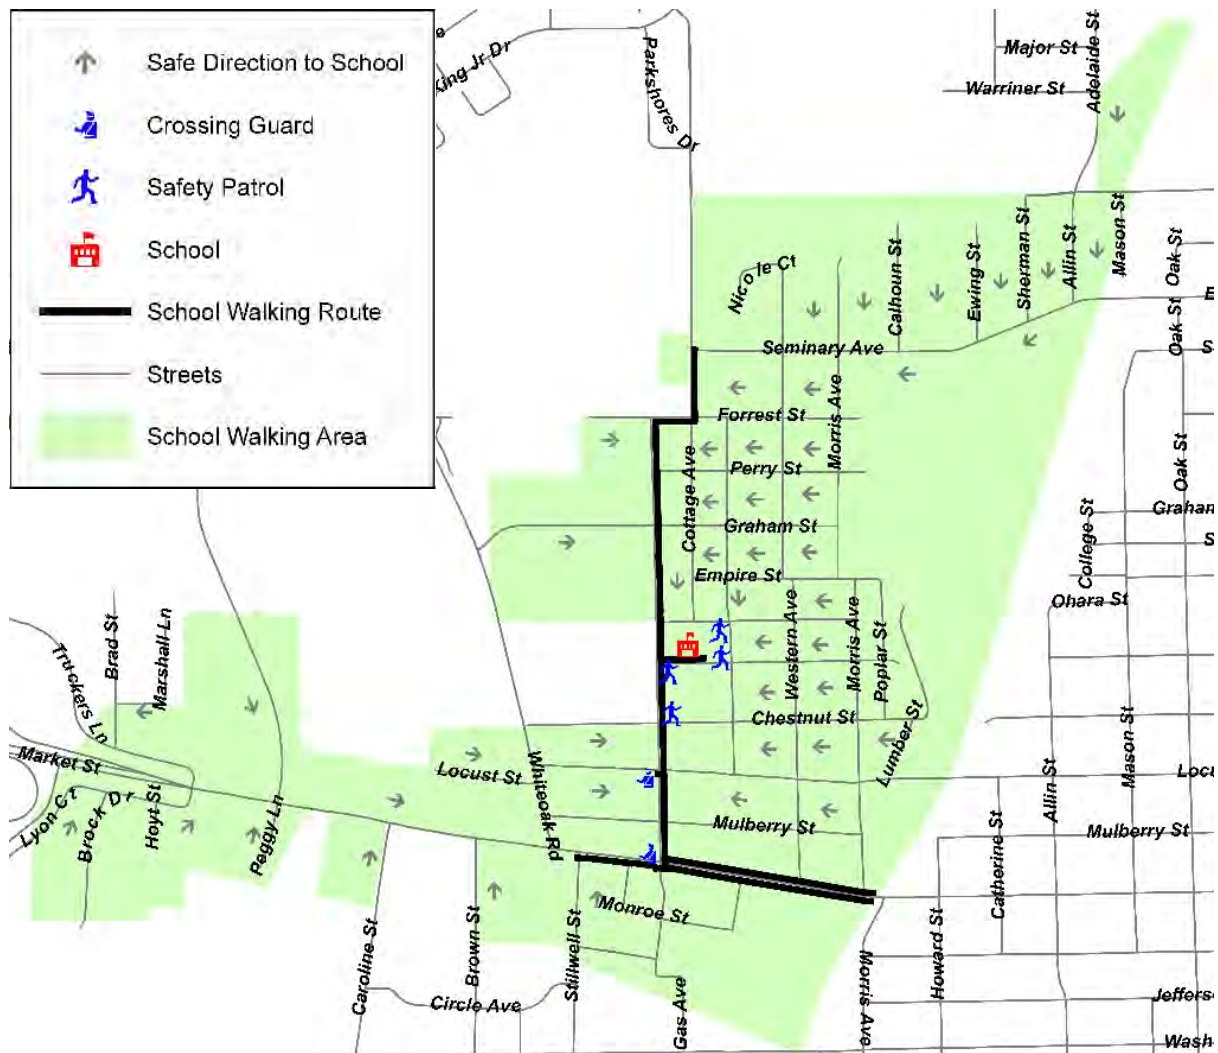 Safe Direction to School
Crossing Guard
Safety Patrol
School
School Walking Route
Streets
School Walking Area
King Jr Dr
Parkshores Dr
Major St
Warriner St
Adelaide St
Nicole Ct
Calhoun St
Ewing St
Sherman St
Allin St
Mason St
Oak St
Oak St
Seminary Ave
Forrest St
Morris Ave
Cottage Ave
Perry St
Graham St
Empire St
Oak St
College St
Graham
Ohara St
Brad St
Marshall Ln
Truckers Ln
Western Ave
Morris Ave
Poplar St
Chestnut St
Lumber St
Market St
Lyon Ct
Brock Dr
Hoyt St
Peggy Ln
Locust St
Whiteoak Rd
Mulberry St
Allin St
Mason St
Locu
Mulberry St
Catherine St
Monroe St
Caroline St
Brown St
Stillwell St
Circle Ave
Gas Ave
Morris Ave
Howard St
Jeffers
Wash